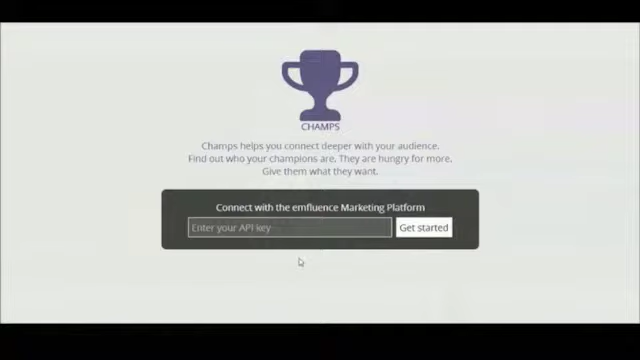 CHAMPS
Champs helps you connect deeper with your audience.
Find out who your champions are. They are hungry for more.
Give them what they want.
Connect with the emfluence Marketing Platform
Enter your API key
Get started